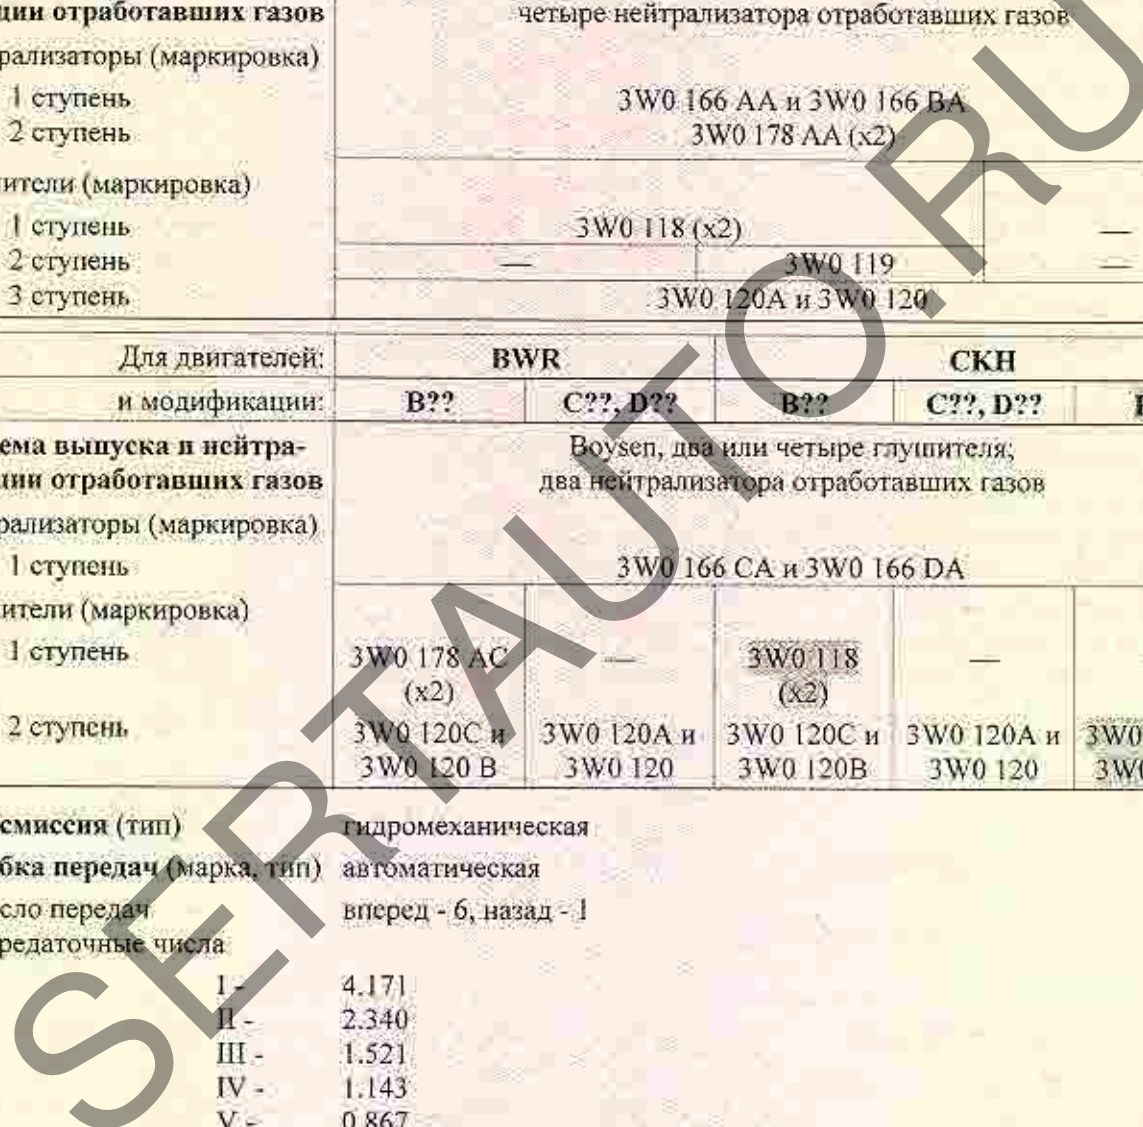 ции отработавших газов четыре нейтрализатора отработавших газов
рализаторы (маркировка)
1 ступень 3W0 166 AA и 3W0 166 BA
2 ступень 3W0 178 AA (x2)
ители (маркировка)
1 ступень 3W0 118 (x2) —
2 ступень — 3W0 119 —
3 ступень 3W0 120A и 3W0 120
Для двигателей: BWR CKH
и модификации: B?? C??, D?? B?? C??, D??
ема выпуска и нейтра- Boysen, два или четыре глушителя;
ции отработавших газов два нейтрализатора отработавших газов
рализаторы (маркировка)
1 ступень 3W0 166 CA и 3W0 166 DA
ители (маркировка)
1 ступень 3W0 178 AC — 3W0 118 —
(x2) (x2)
2 ступень 3W0 120C и 3W0 120A и 3W0 120C и 3W0 120A и 3W0
3W0 120 B 3W0 120 3W0 120B 3W0 120 3W0
смиссия (тип) гидромеханическая
бка передач (марка, тип) автоматическая
сло передач вперед - 6, назад - 1
редаточные числа
I - 4.171
II - 2.340
III - 1.521
IV - 1.143
V - 0.867
SERTAUTO.RU